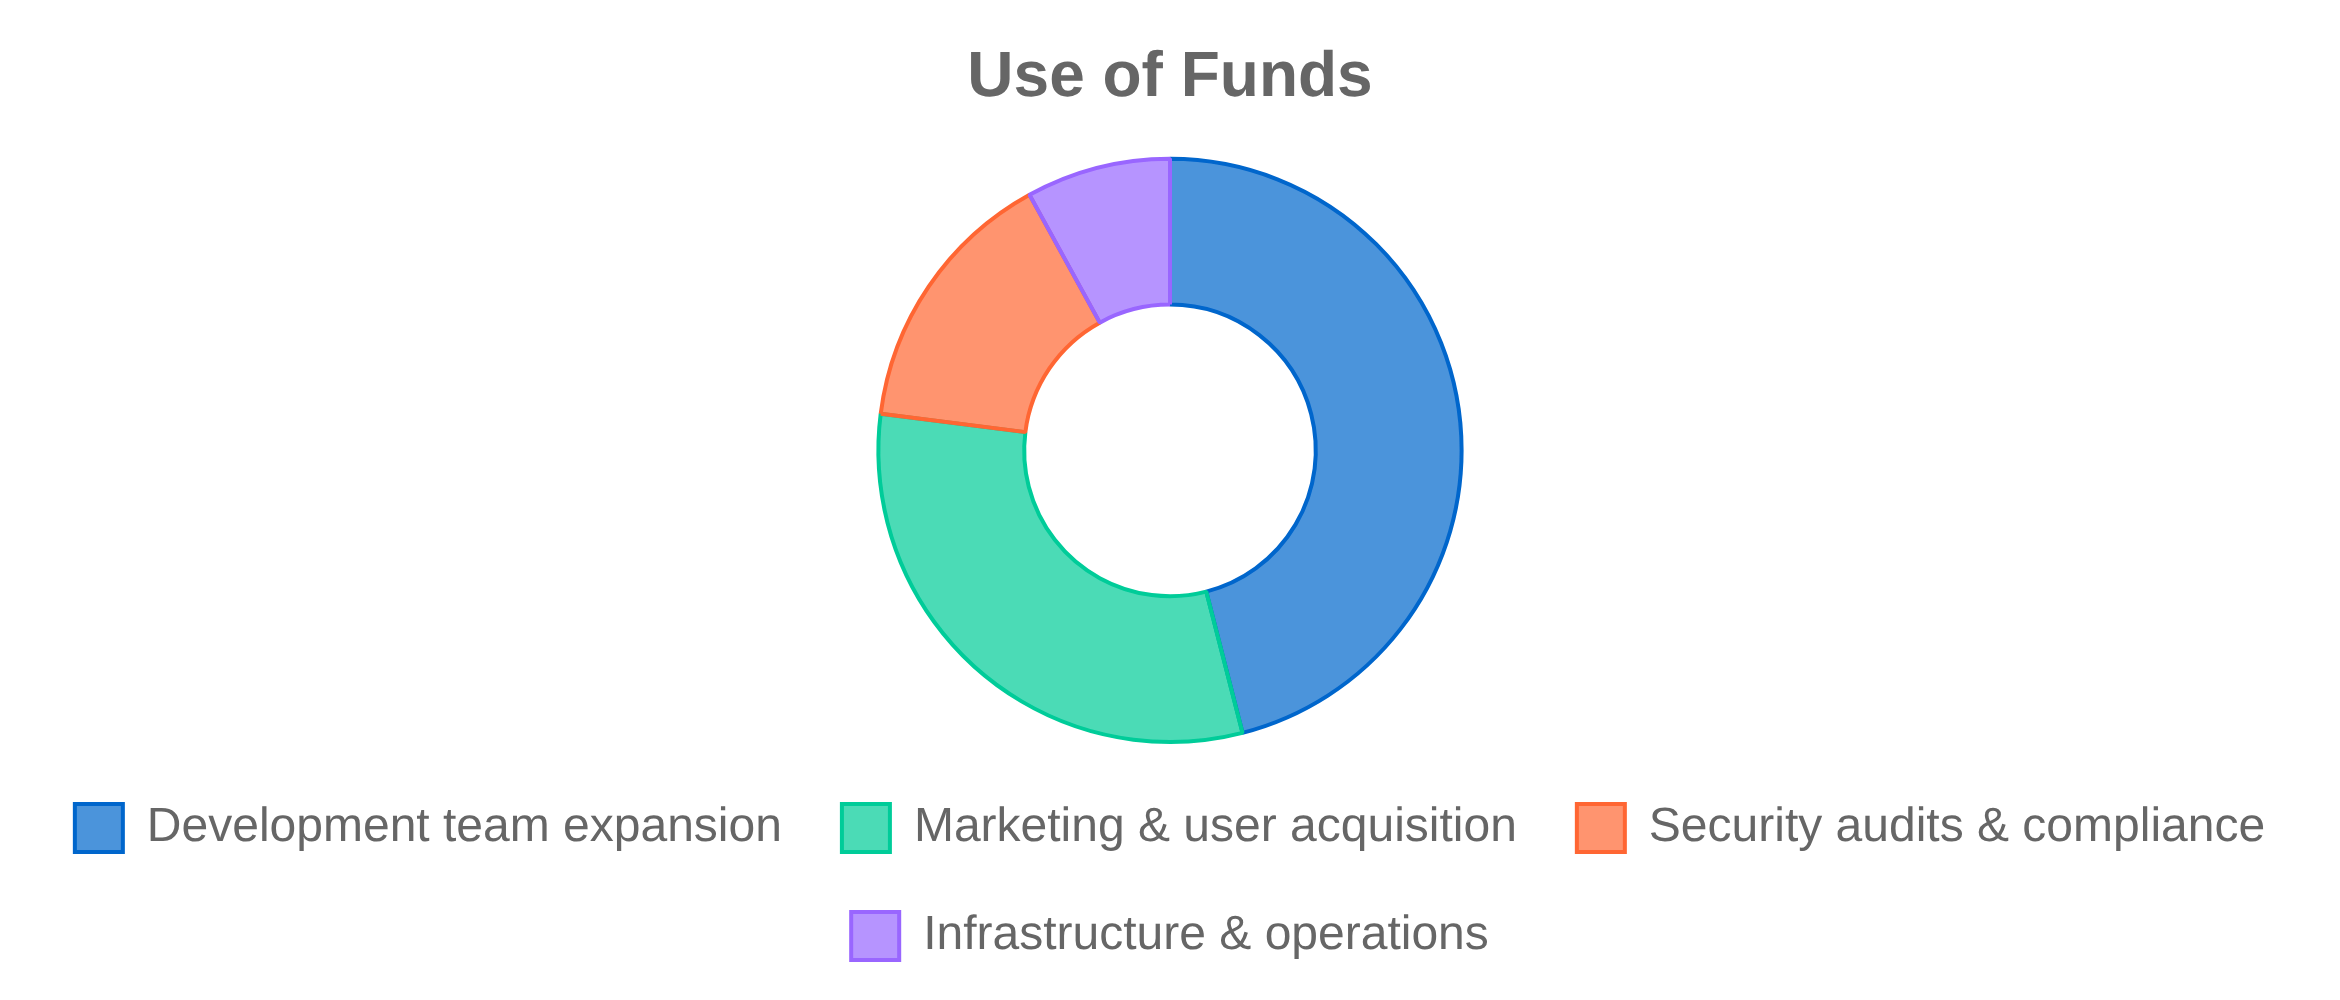 Use of Funds
Development team expansion
Marketing & user acquisition
Security audits & compliance
Infrastructure & operations